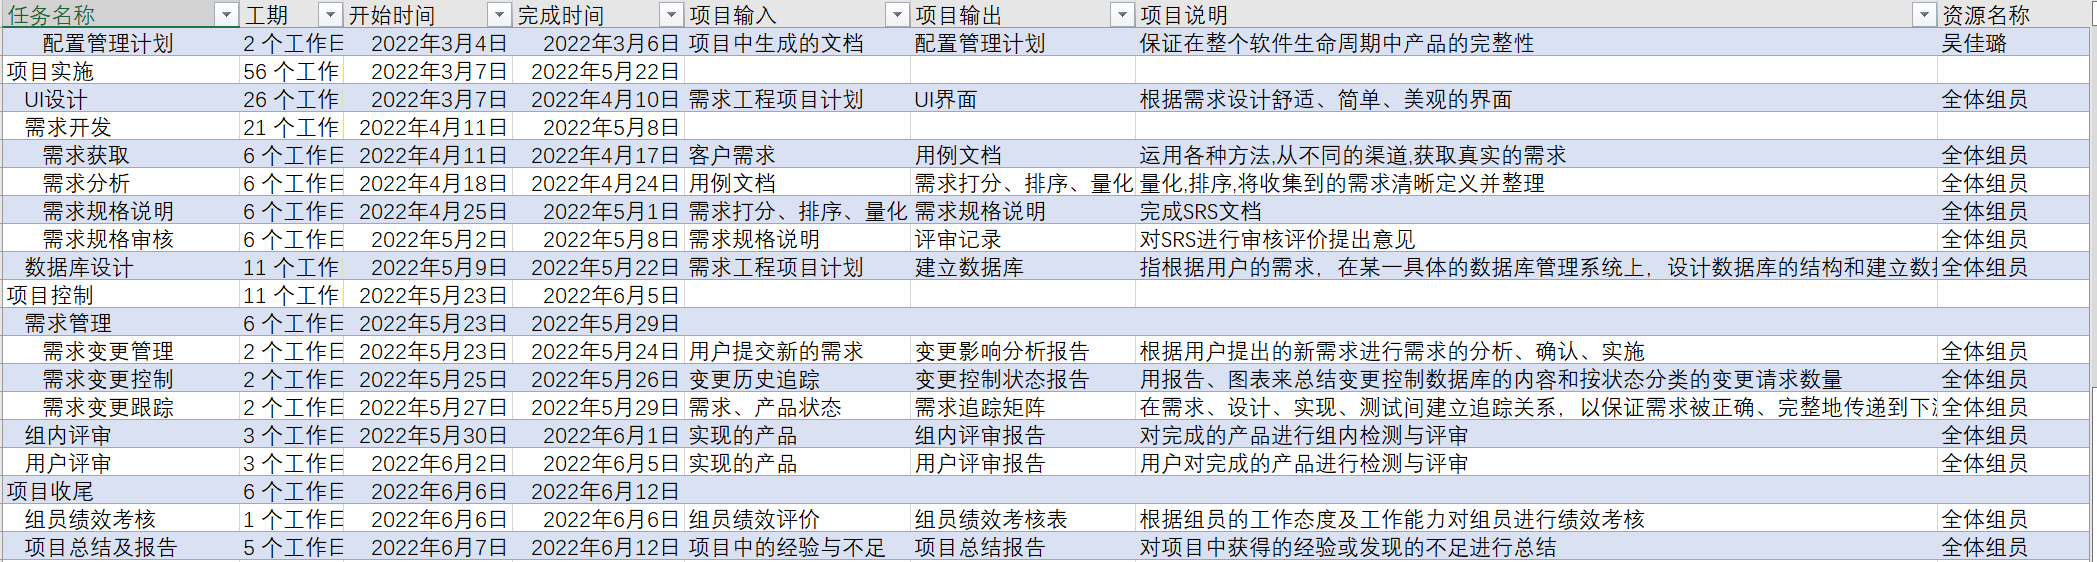 任务名称 工期 开始时间 完成时间 项目输入 项目输出 项目说明 资源名称
配置管理计划 2 个工作日 2022年3月4日 2022年3月6日 项目中生成的文档 配置管理计划 保证在整个软件生命周期中产品的完整性 吴佳璐
项目实施 56 个工作 2022年3月7日 2022年5月22日
UI设计 26 个工作 2022年3月7日 2022年4月10日 需求工程项目计划 UI界面 根据需求设计舒适、简单、美观的界面 全体组员
需求开发 21 个工作 2022年4月11日 2022年5月8日
需求获取 6 个工作日 2022年4月11日 2022年4月17日 客户需求 用例文档 运用各种方法,从不同的渠道,获取真实的需求 全体组员
需求分析 6 个工作日 2022年4月18日 2022年4月24日 用例文档 需求打分、排序、量化 量化,排序,将收集到的需求清晰定义并整理 全体组员
需求规格说明 6 个工作日 2022年4月25日 2022年5月1日 需求打分、排序、量化 需求规格说明 完成SRS文档 全体组员
需求规格审核 6 个工作日 2022年5月2日 2022年5月8日 需求规格说明 评审记录 对SRS进行审核评价提出意见 全体组员
数据库设计 11 个工作 2022年5月9日 2022年5月22日 需求工程项目计划 建立数据库 指根据用户的需求，在某一具体的数据库管理系统上，设计数据库的结构和建立数 全体组员
项目控制 11 个工作 2022年5月23日 2022年6月5日
需求管理 6 个工作日 2022年5月23日 2022年5月29日
需求变更管理 2 个工作日 2022年5月23日 2022年5月24日 用户提交新的需求 变更影响分析报告 根据用户提出的新需求进行需求的分析、确认、实施 全体组员
需求变更控制 2 个工作日 2022年5月25日 2022年5月26日 变更历史追踪 变更控制状态报告 用报告、图表来总结变更控制数据库的内容和按状态分类的变更请求数量 全体组员
需求变更跟踪 2 个工作日 2022年5月27日 2022年5月29日 需求、产品状态 需求追踪矩阵 在需求、设计、实现、测试间建立追踪关系，以保证需求被正确、完整地传递到下 全体组员
组内评审 3 个工作日 2022年5月30日 2022年6月1日 实现的产品 组内评审报告 对完成的产品进行组内检测与评审 全体组员
用户评审 3 个工作日 2022年6月2日 2022年6月5日 实现的产品 用户评审报告 用户对完成的产品进行检测与评审 全体组员
项目收尾 6 个工作日 2022年6月6日 2022年6月12日
组员绩效考核 1 个工作日 2022年6月6日 2022年6月6日 组员绩效评价 组员绩效考核表 根据组员的工作态度及工作能力对组员进行绩效考核 全体组员
项目总结及报告 5 个工作日 2022年6月7日 2022年6月12日 项目中的经验与不足 项目总结报告 对项目中获得的经验或发现的不足进行总结 全体组员